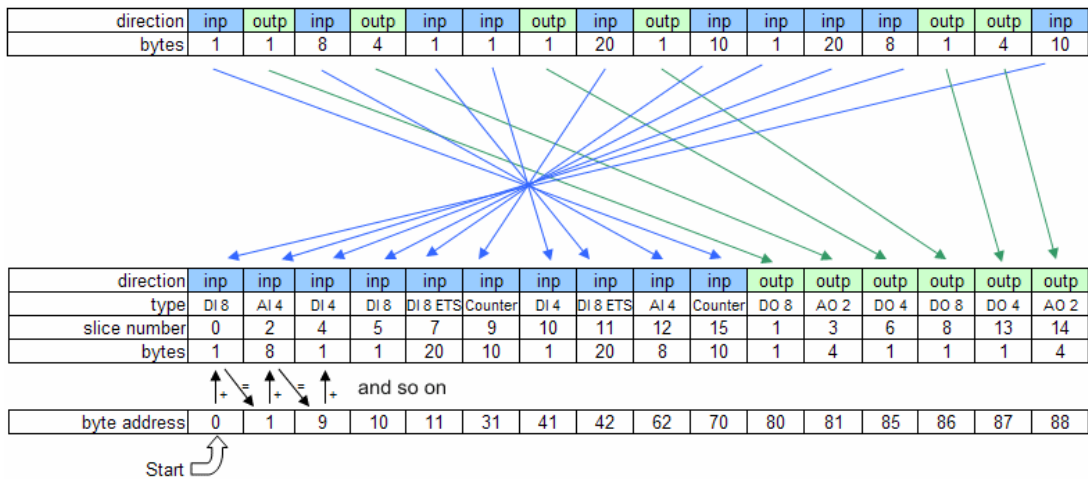 direction inp outp inp outp inp inp outp inp outp inp inp inp inp outp outp inp
bytes 1 1 8 4 1 1 1 20 1 10 1 20 8 1 4 10
direction inp inp inp inp inp inp inp inp inp inp outp outp outp outp outp outp
type DI 8 AI 4 DI 4 DI 8 DI 8 ETS Counter DI 4 DI 8 ETS AI 4 Counter DO 8 AO 2 DO 4 DO 8 DO 4 AO 2
slice number 0 2 4 5 7 9 10 11 12 15 1 3 6 8 13 14
bytes 1 8 1 1 20 10 1 20 8 10 1 4 1 1 1 4
+ = + = + and so on
byte address 0 1 9 10 11 31 41 42 62 70 80 81 85 86 87 88
Start